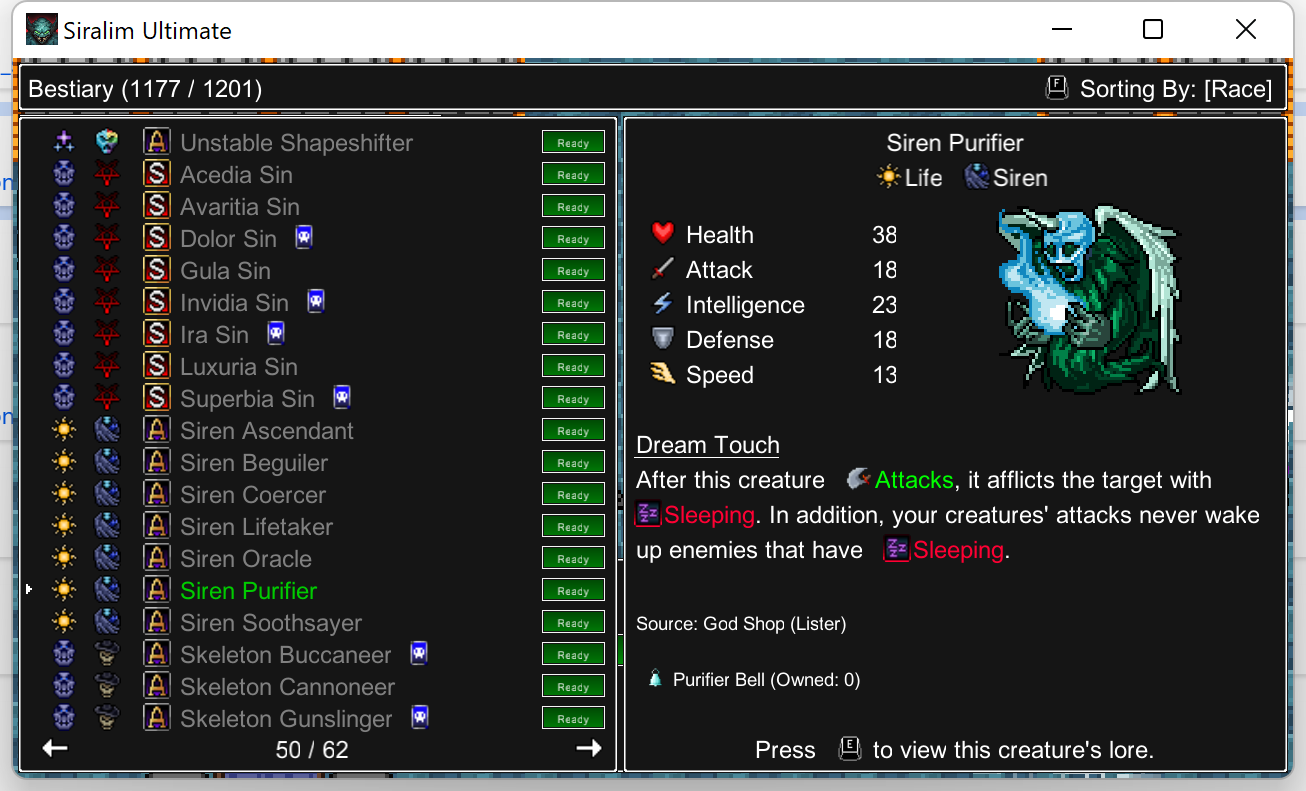 Siralim Ultimate
Bestiary (1177 / 1201)
F Sorting By: [Race]
A Unstable Shapeshifter Ready
S Acedia Sin Ready
S Avaritia Sin Ready
S Dolor Sin Ready
S Gula Sin Ready
S Invidia Sin Ready
S Ira Sin Ready
S Luxuria Sin Ready
S Superbia Sin Ready
A Siren Ascendant Ready
A Siren Beguiler Ready
A Siren Coercer Ready
A Siren Lifetaker Ready
A Siren Oracle Ready
A Siren Purifier Ready
A Siren Soothsayer Ready
A Skeleton Buccaneer Ready
A Skeleton Cannoneer Ready
A Skeleton Gunslinger Ready
50 / 62
Siren Purifier
Life Siren
Health 38
Attack 18
Intelligence 23
Defense 18
Speed 13
Dream Touch
After this creature Attacks, it afflicts the target with
Sleeping. In addition, your creatures' attacks never wake
up enemies that have Sleeping.
Source: God Shop (Lister)
Purifier Bell (Owned: 0)
Press E to view this creature's lore.